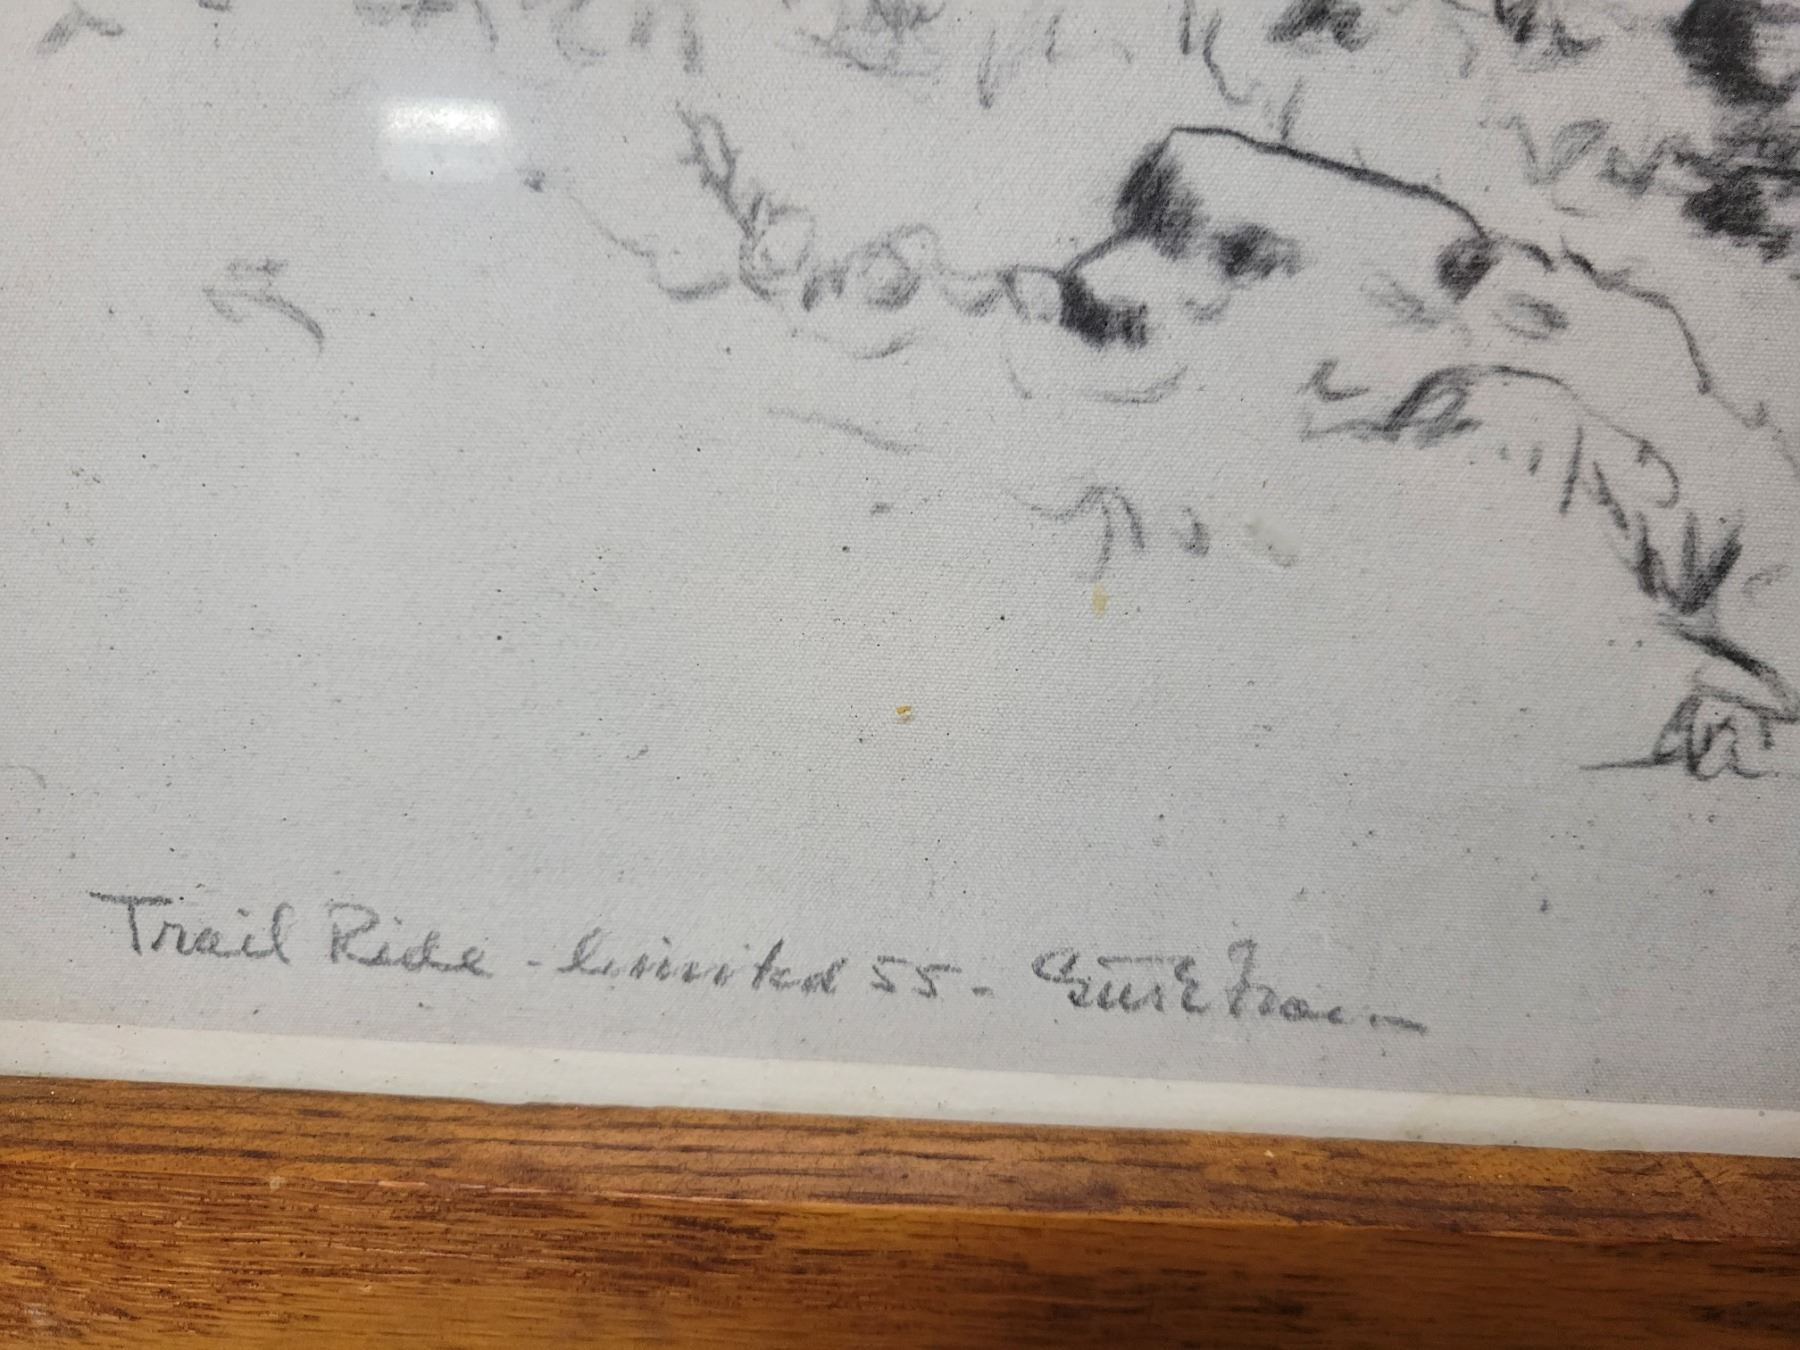 Trail Ride - limited 55 -